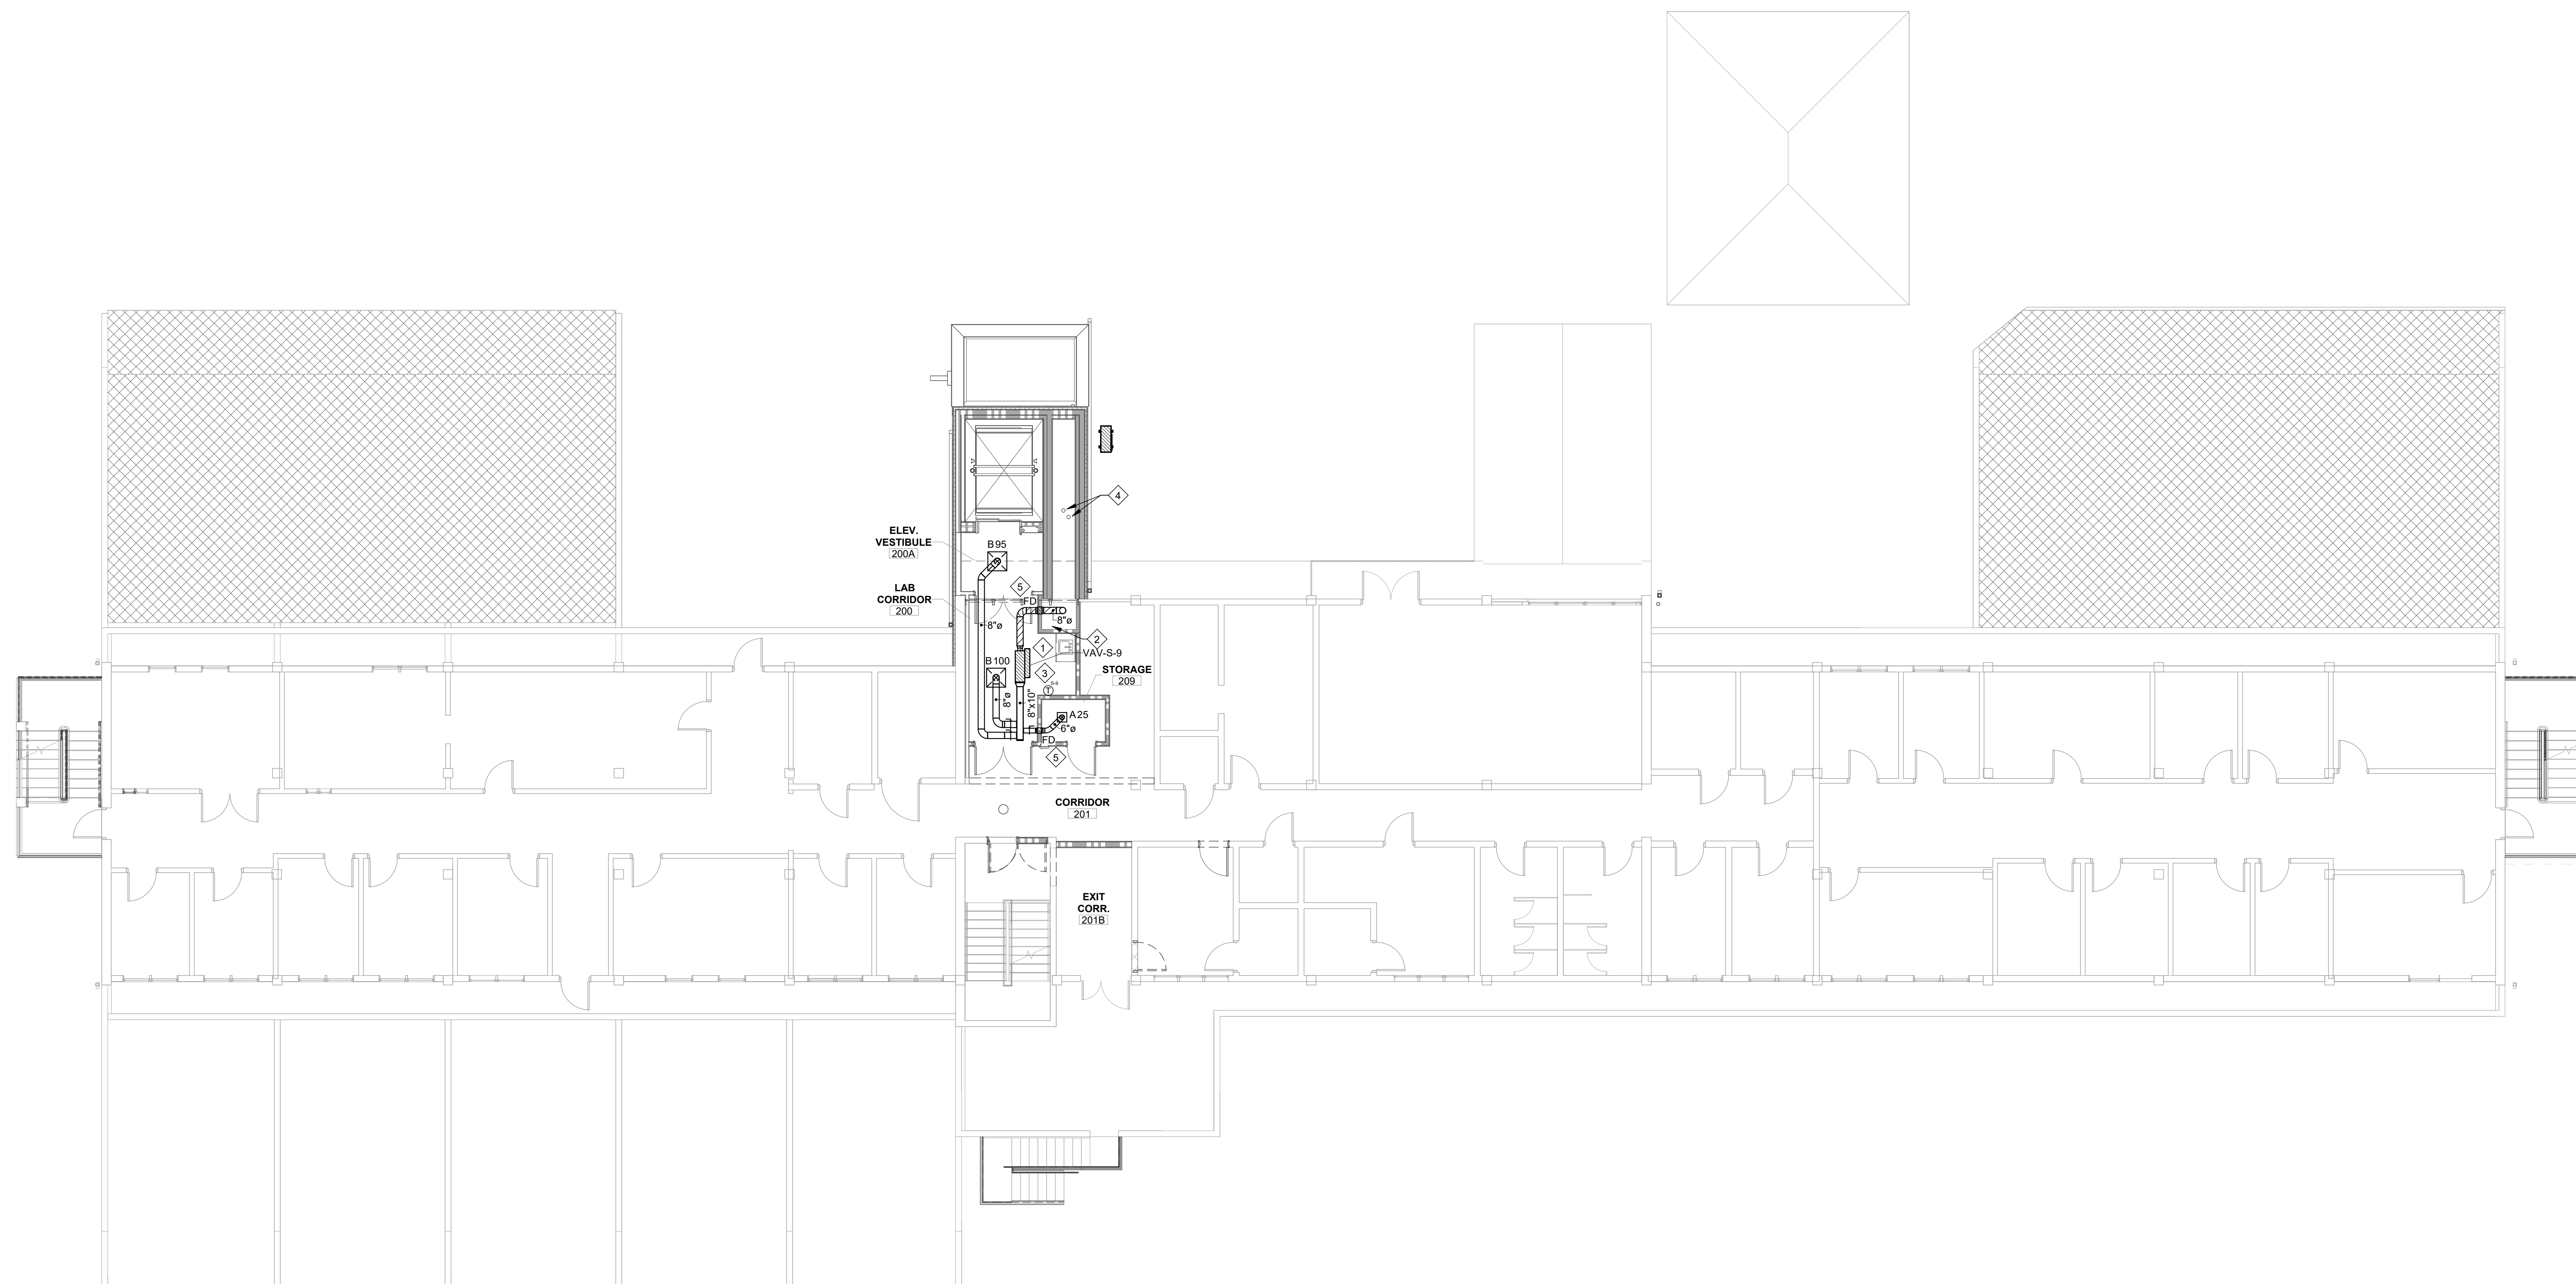 4
ELEV.
VESTIBULE
200A
B 95
LAB
CORRIDOR
200
5
FD
8"ø
8"ø
2
1
VAV-S-9
B 100
3
STORAGE
209
S-9
T
8"ø
8"x10"
A 25
6"ø
FD
5
CORRIDOR
201
EXIT
CORR.
201B